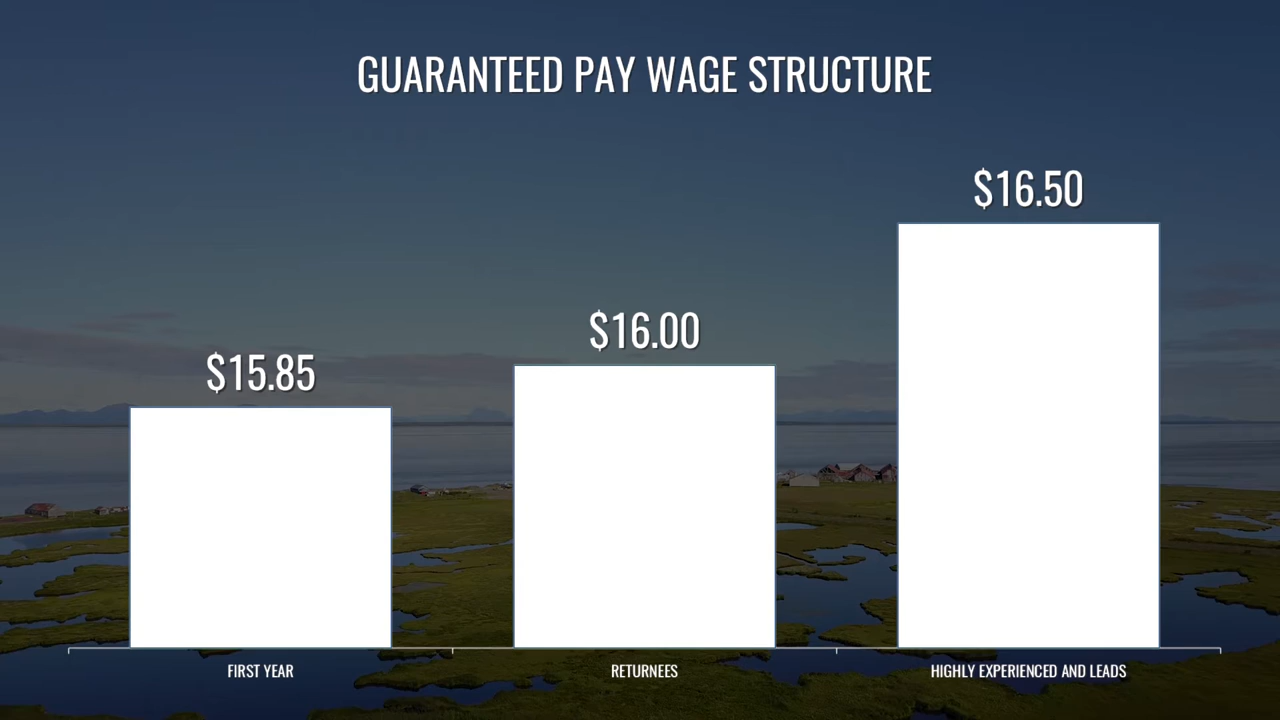 GUARANTEED PAY WAGE STRUCTURE
$16.50
$16.00
$15.85
FIRST YEAR
RETURNEES
HIGHLY EXPERIENCED AND LEADS